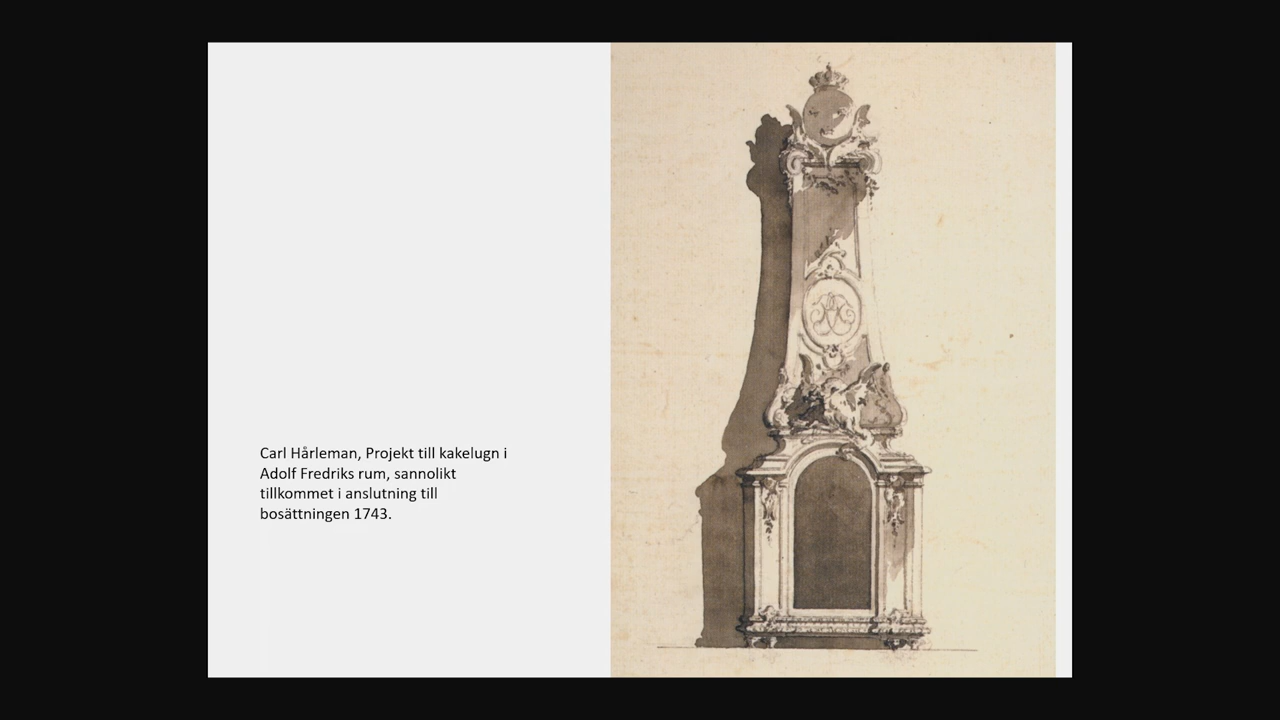 Carl Hårleman, Projekt till kakelugn i
Adolf Fredriks rum, sannolikt
tillkommet i anslutning till
bosättningen 1743.